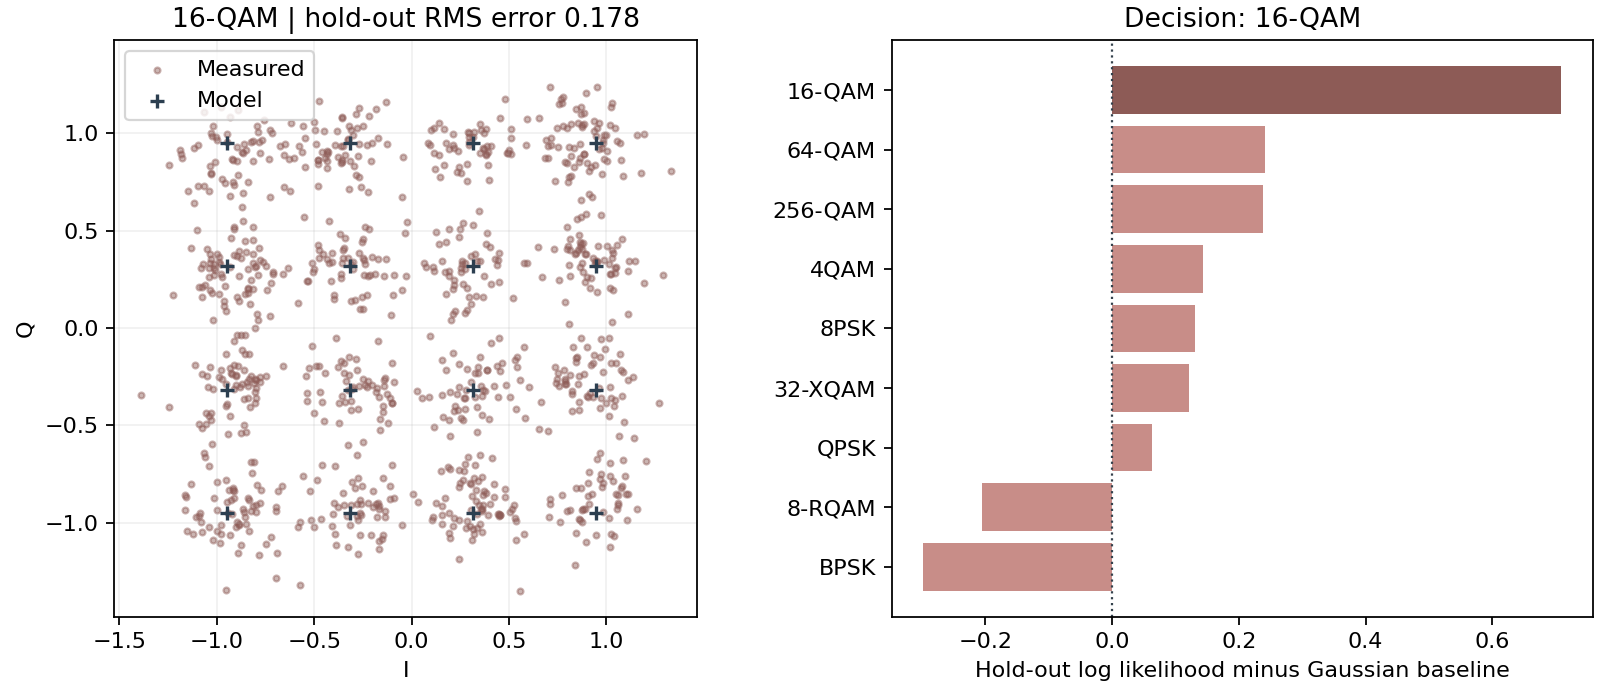 16-QAM | hold-out RMS error 0.178
Measured
Model
1.0
0.5
0.0
−0.5
−1.0
Q
−1.5
−1.0
−0.5
0.0
0.5
1.0
I
Decision: 16-QAM
16-QAM
64-QAM
256-QAM
4QAM
8PSK
32-XQAM
QPSK
8-RQAM
BPSK
−0.2
0.0
0.2
0.4
0.6
Hold-out log likelihood minus Gaussian baseline